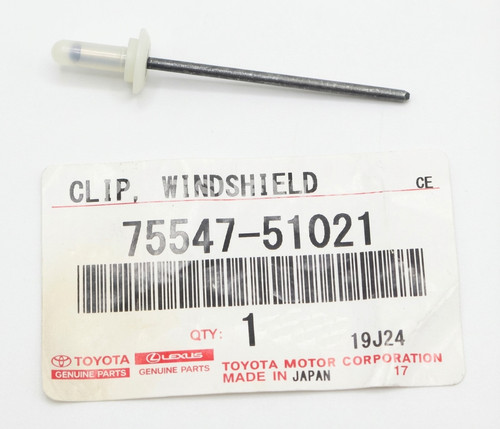 CLIP, WINDSHIELD CE
75547-51021
QTY: 1 19J24
TOYOTA LEXUS TOYOTA MOTOR CORPORATION
GENUINE PARTS GENUINE PARTS MADE IN JAPAN 17